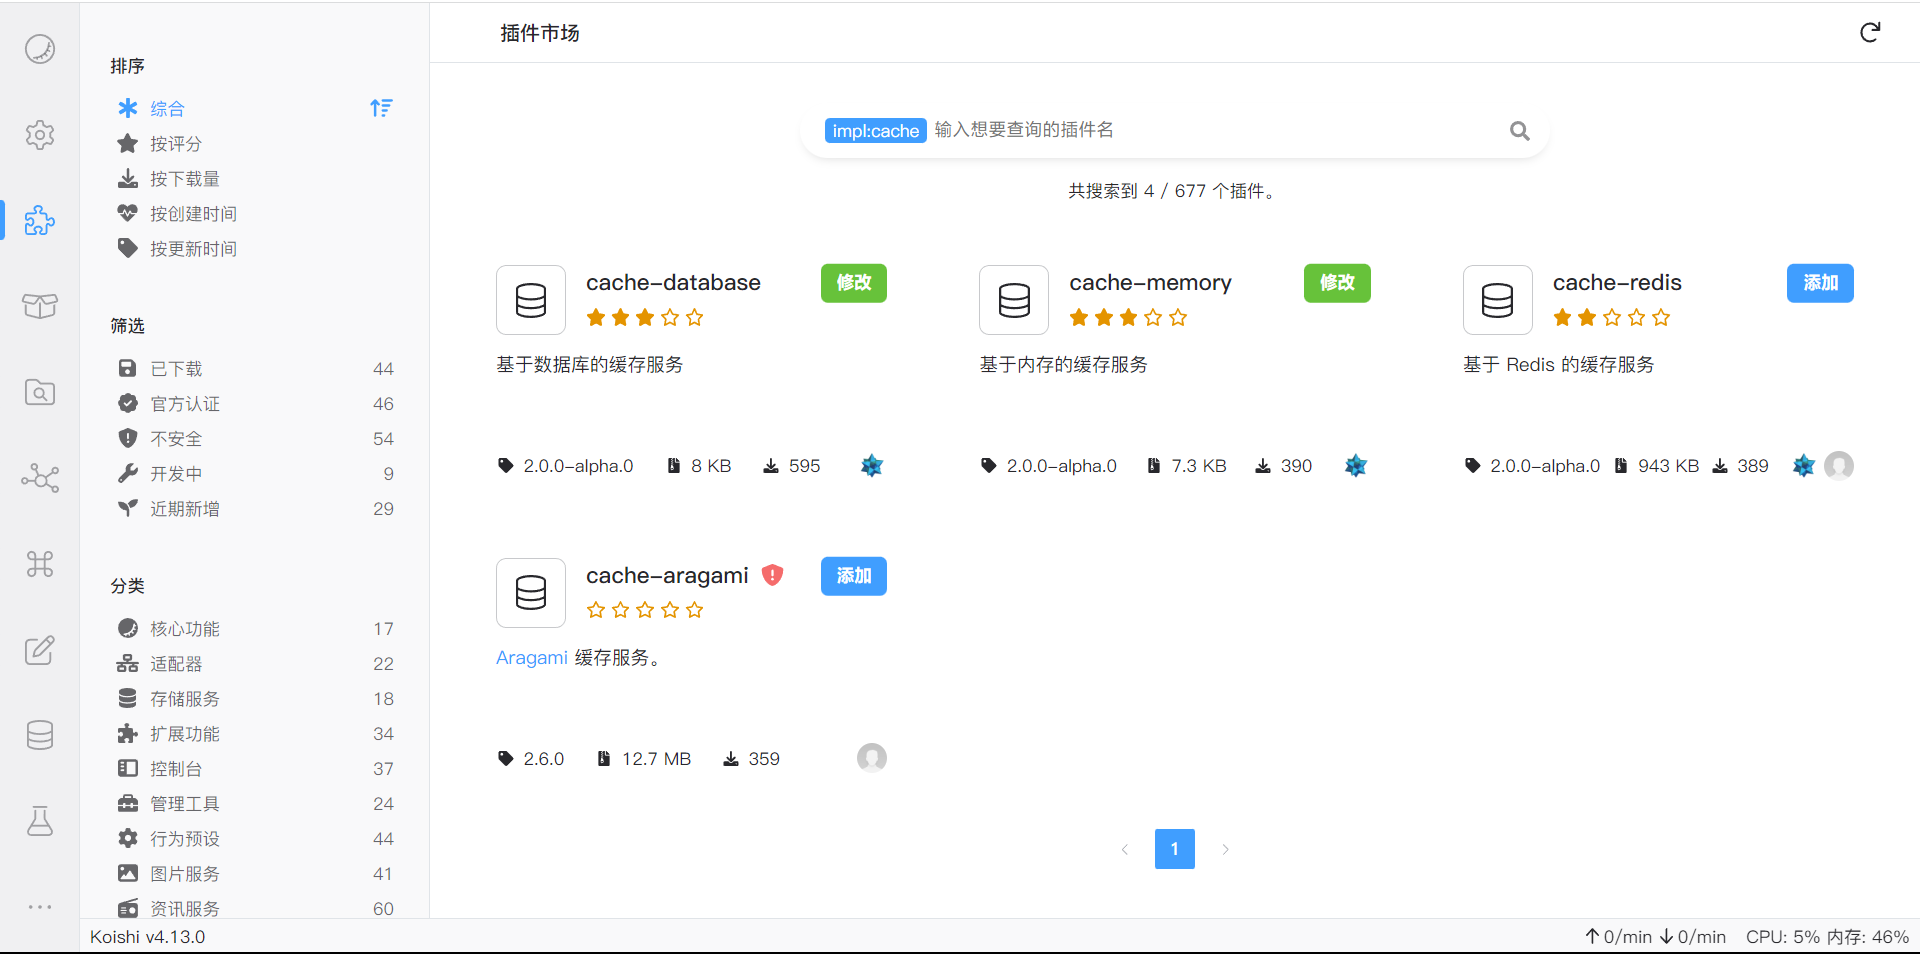 插件市场
排序
综合
按评分
按下载量
按创建时间
按更新时间
筛选
已下载 44
官方认证 46
不安全 54
开发中 9
近期新增 29
分类
核心功能 17
适配器 22
存储服务 18
扩展功能 34
控制台 37
管理工具 24
行为预设 44
图片服务 41
资讯服务 60
impl:cache 输入想要查询的插件名
共搜索到 4 / 677 个插件。
cache-database 修改
基于数据库的缓存服务
2.0.0-alpha.0 8 KB 595
cache-memory 修改
基于内存的缓存服务
2.0.0-alpha.0 7.3 KB 390
cache-redis 添加
基于 Redis 的缓存服务
2.0.0-alpha.0 943 KB 389
cache-aragami 添加
Aragami 缓存服务。
2.6.0 12.7 MB 359
1
Koishi v4.13.0
0/min 0/min CPU: 5% 内存: 46%